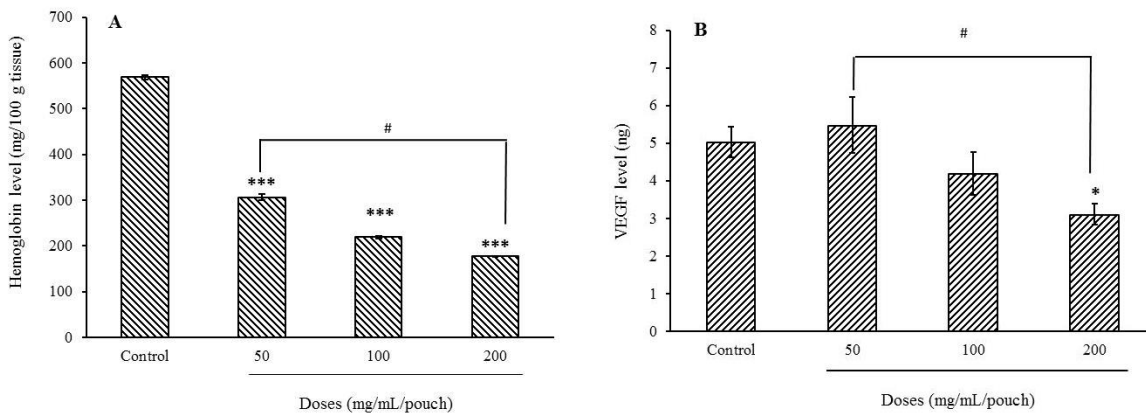 A
Hemoglobin level (mg/100 g tissue)
700
600
500
400
300
200
100
0
#
***
***
***
Control 50 100 200
Doses (mg/mL/pouch)
B
VEGF level (ng)
8
7
6
5
4
3
2
1
0
#
*
Control 50 100 200
Doses (mg/mL/pouch)